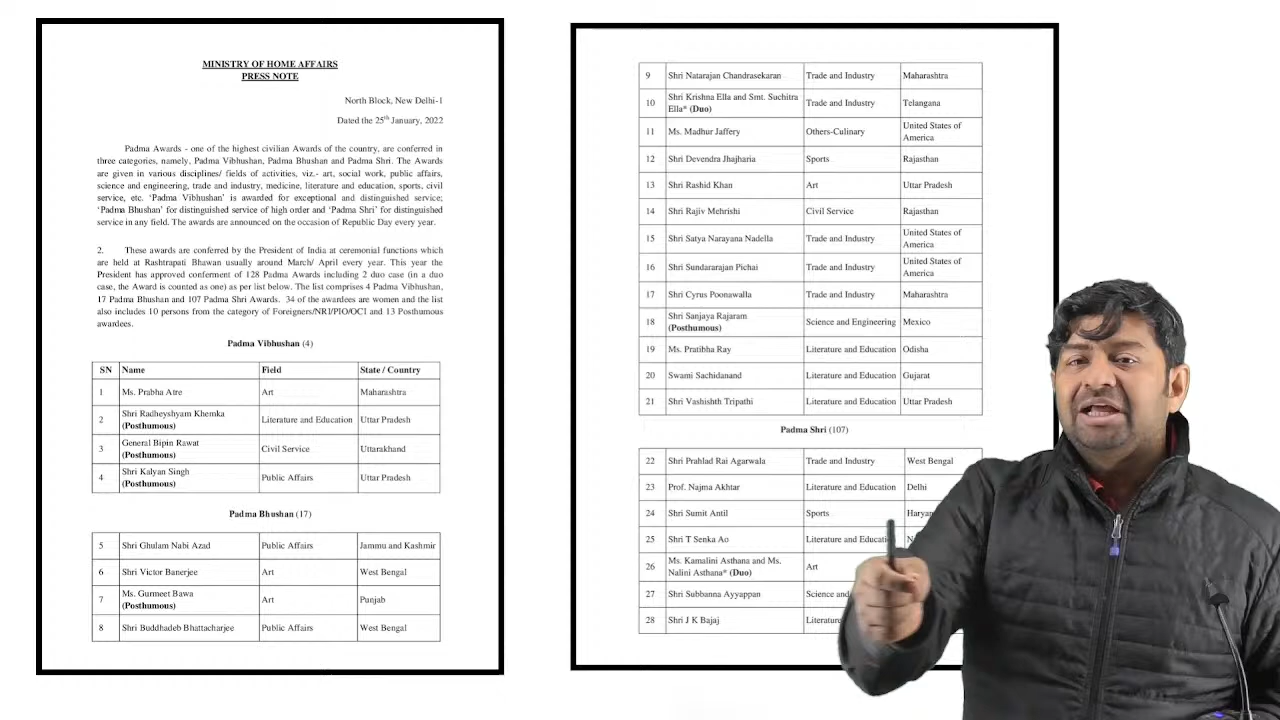 MINISTRY OF HOME AFFAIRS
PRESS NOTE
North Block, New Delhi-1
Dated the 25th January, 2022
Padma Awards - one of the highest civilian Awards of the country, are conferred in
three categories, namely, Padma Vibhushan, Padma Bhushan and Padma Shri. The Awards
are given in various disciplines/ fields of activities, viz.- art, social work, public affairs,
science and engineering, trade and industry, medicine, literature and education, sports, civil
service, etc. ‘Padma Vibhushan’ is awarded for exceptional and distinguished service;
‘Padma Bhushan’ for distinguished service of high order and ‘Padma Shri’ for distinguished
service in any field. The awards are announced on the occasion of Republic Day every year.
2. These awards are conferred by the President of India at ceremonial functions which
are held at Rashtrapati Bhawan usually around March/ April every year. This year the
President has approved conferment of 128 Padma Awards including 2 duo case (in a duo
case, the Award is counted as one) as per list below. The list comprises 4 Padma Vibhushan,
17 Padma Bhushan and 107 Padma Shri Awards. 34 of the awardees are women and the list
also includes 10 persons from the category of Foreigners/NRI/PIO/OCI and 13 Posthumous
awardees.
Padma Vibhushan (4)
SN Name Field State / Country
1 Ms. Prabha Atre Art Maharashtra
2 Shri Radheyshyam Khemka (Posthumous) Literature and Education Uttar Pradesh
3 General Bipin Rawat (Posthumous) Civil Service Uttarakhand
4 Shri Kalyan Singh (Posthumous) Public Affairs Uttar Pradesh
Padma Bhushan (17)
5 Shri Ghulam Nabi Azad Public Affairs Jammu and Kashmir
6 Shri Victor Banerjee Art West Bengal
7 Ms. Gurmeet Bawa (Posthumous) Art Punjab
8 Shri Buddhadeb Bhattacharjee Public Affairs West Bengal
9 Shri Natarajan Chandrasekaran Trade and Industry Maharashtra
10 Shri Krishna Ella and Smt. Suchitra Ella* (Duo) Trade and Industry Telangana
11 Ms. Madhur Jaffery Others-Culinary United States of America
12 Shri Devendra Jhajharia Sports Rajasthan
13 Shri Rashid Khan Art Uttar Pradesh
14 Shri Rajiv Mehrishi Civil Service Rajasthan
15 Shri Satya Narayana Nadella Trade and Industry United States of America
16 Shri Sundararajan Pichai Trade and Industry United States of America
17 Shri Cyrus Poonawalla Trade and Industry Maharashtra
18 Shri Sanjaya Rajaram (Posthumous) Science and Engineering Mexico
19 Ms. Pratibha Ray Literature and Education Odisha
20 Swami Sachidanand Literature and Education Gujarat
21 Shri Vashishth Tripathi Literature and Education Uttar Pradesh
Padma Shri (107)
22 Shri Prahlad Rai Agarwala Trade and Industry West Bengal
23 Prof. Najma Akhtar Literature and Education Delhi
24 Shri Sumit Antil Sports
25 Shri T Senka Ao Literature and
26 Ms. Kamalini Asthana and Ms. Nalini Asthana* (Duo) Art
27 Shri Subbanna Ayyappan Science and
28 Shri J K Bajaj